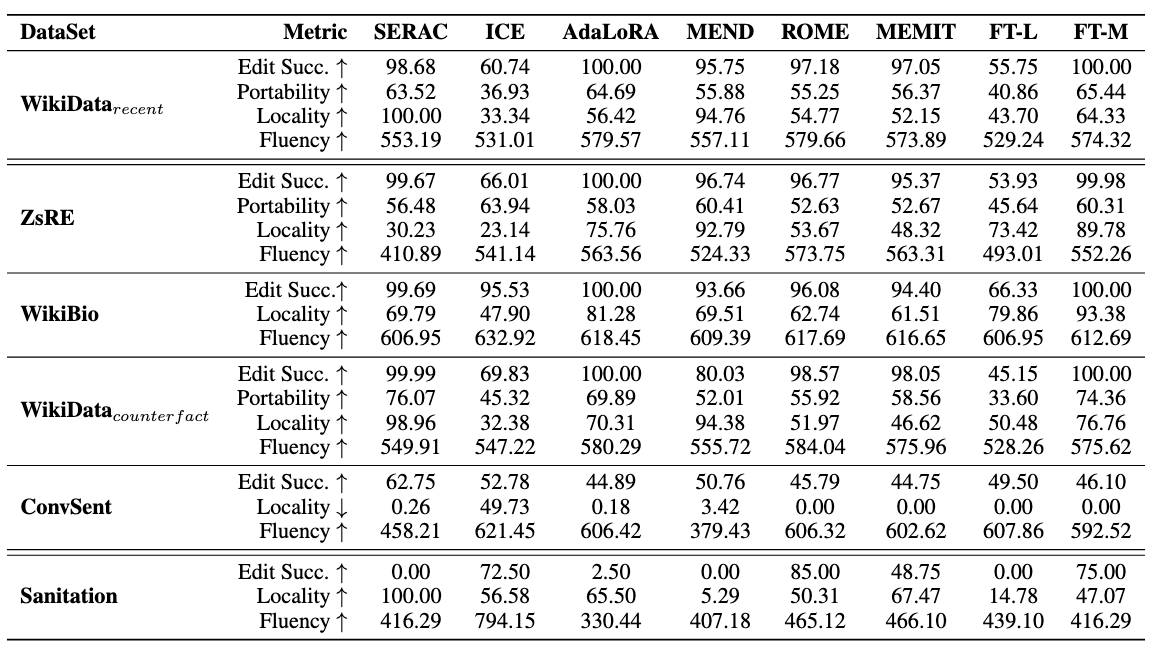 DataSet Metric SERAC ICE AdaLoRA MEND ROME MEMIT FT-L FT-M
Edit Succ. ↑ 98.68 60.74 100.00 95.75 97.18 97.05 55.75 100.00
Portability ↑ 63.52 36.93 64.69 55.88 55.25 56.37 40.86 65.44
WikiData_recent
Locality ↑ 100.00 33.34 56.42 94.76 54.77 52.15 43.70 64.33
Fluency ↑ 553.19 531.01 579.57 557.11 579.66 573.89 529.24 574.32
Edit Succ. ↑ 99.67 66.01 100.00 96.74 96.77 95.37 53.93 99.98
Portability ↑ 56.48 63.94 58.03 60.41 52.63 52.67 45.64 60.31
ZsRE
Locality ↑ 30.23 23.14 75.76 92.79 53.67 48.32 73.42 89.78
Fluency ↑ 410.89 541.14 563.56 524.33 573.75 563.31 493.01 552.26
Edit Succ.↑ 99.69 95.53 100.00 93.66 96.08 94.40 66.33 100.00
WikiBio Locality ↑ 69.79 47.90 81.28 69.51 62.74 61.51 79.86 93.38
Fluency ↑ 606.95 632.92 618.45 609.39 617.69 616.65 606.95 612.69
Edit Succ. ↑ 99.99 69.83 100.00 80.03 98.57 98.05 45.15 100.00
Portability ↑ 76.07 45.32 69.89 52.01 55.92 58.56 33.60 74.36
WikiData_counterfact
Locality ↑ 98.96 32.38 70.31 94.38 51.97 46.62 50.48 76.76
Fluency ↑ 549.91 547.22 580.29 555.72 584.04 575.96 528.26 575.62
Edit Succ. ↑ 62.75 52.78 44.89 50.76 45.79 44.75 49.50 46.10
ConvSent Locality ↓ 0.26 49.73 0.18 3.42 0.00 0.00 0.00 0.00
Fluency ↑ 458.21 621.45 606.42 379.43 606.32 602.62 607.86 592.52
Edit Succ. ↑ 0.00 72.50 2.50 0.00 85.00 48.75 0.00 75.00
Sanitation Locality ↑ 100.00 56.58 65.50 5.29 50.31 67.47 14.78 47.07
Fluency ↑ 416.29 794.15 330.44 407.18 465.12 466.10 439.10 416.29